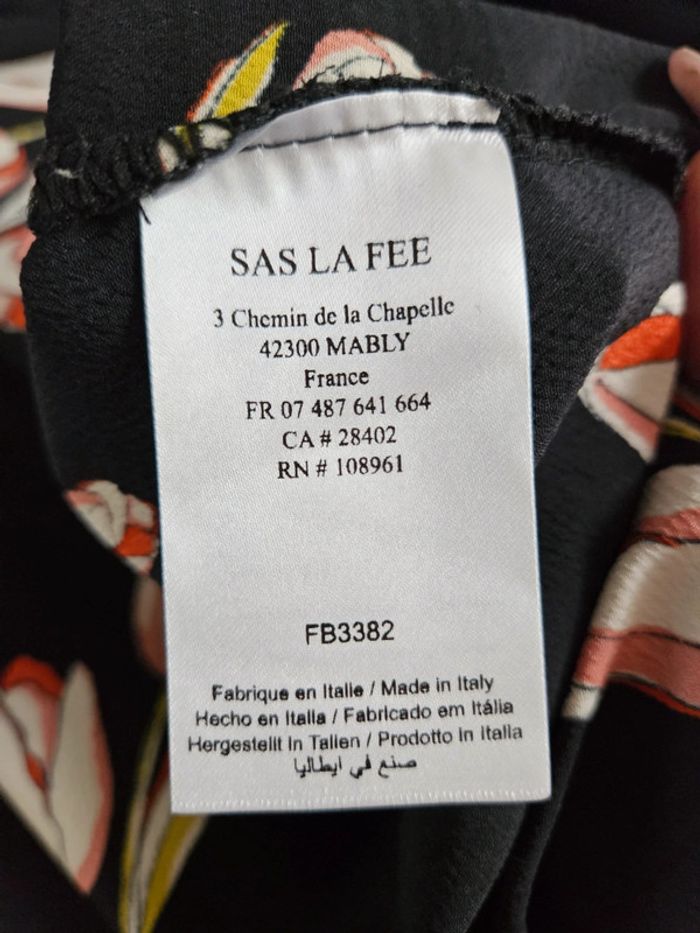 SAS LA FEE
3 Chemin de la Chapelle
42300 MABLY
France
FR 07 487 641 664
CA # 28402
RN # 108961
FB3382
Fabrique en Italie / Made in Italy
Hecho en Italia / Fabricado em Itália
Hergestellt in Talien / Prodotto in Italia
صنع في ايطاليا